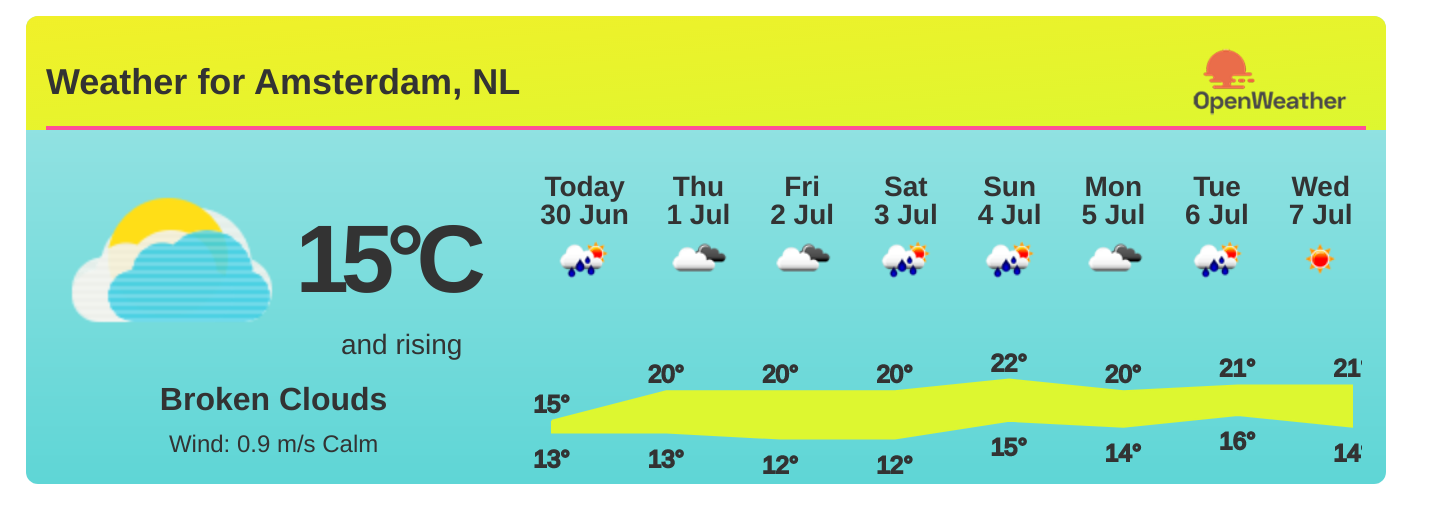 Weather for Amsterdam, NL
OpenWeather
Today Thu Fri Sat Sun Mon Tue Wed
30 Jun 1 Jul 2 Jul 3 Jul 4 Jul 5 Jul 6 Jul 7 Jul
15°C
and rising
Broken Clouds
Wind: 0.9 m/s Calm
15° 20° 20° 20° 22° 20° 21° 21°
13° 13° 12° 12° 15° 14° 16° 14